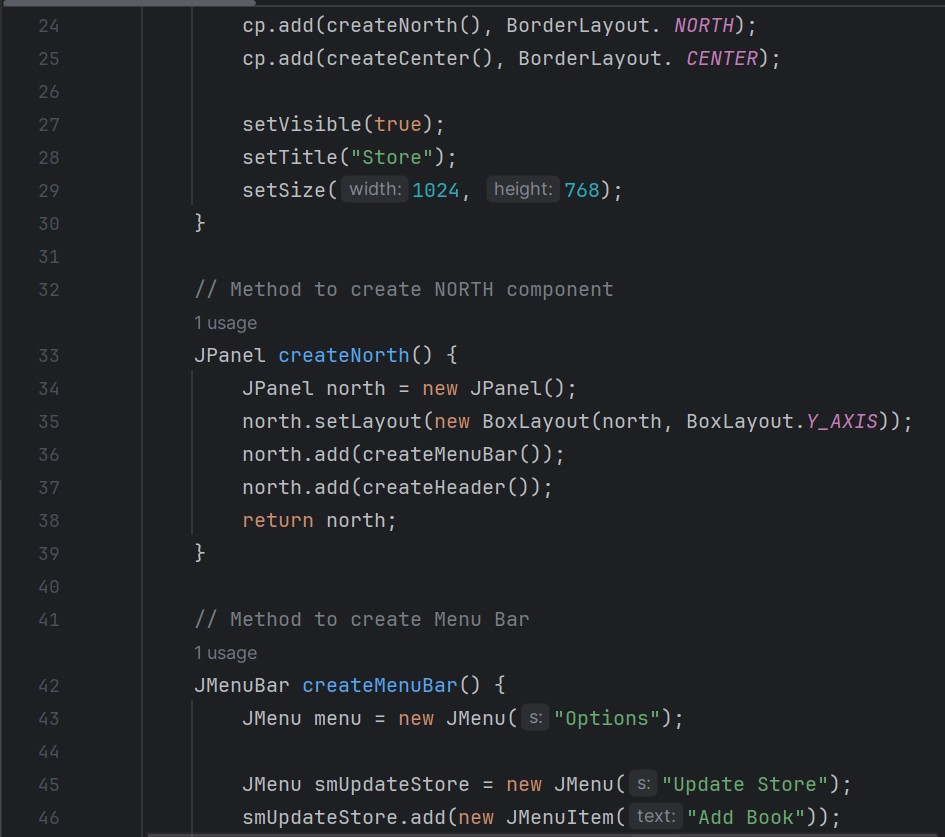 24 cp.add(createNorth(), BorderLayout. NORTH);
25 cp.add(createCenter(), BorderLayout. CENTER);
26
27 setVisible(true);
28 setTitle("Store");
29 setSize( width: 1024, height: 768);
30 }
31
32 // Method to create NORTH component
1 usage
33 JPanel createNorth() {
34 JPanel north = new JPanel();
35 north.setLayout(new BoxLayout(north, BoxLayout.Y_AXIS));
36 north.add(createMenuBar());
37 north.add(createHeader());
38 return north;
39 }
40
41 // Method to create Menu Bar
1 usage
42 JMenuBar createMenuBar() {
43 JMenu menu = new JMenu( s: "Options");
44
45 JMenu smUpdateStore = new JMenu( s: "Update Store");
46 smUpdateStore.add(new JMenuItem( text: "Add Book"));